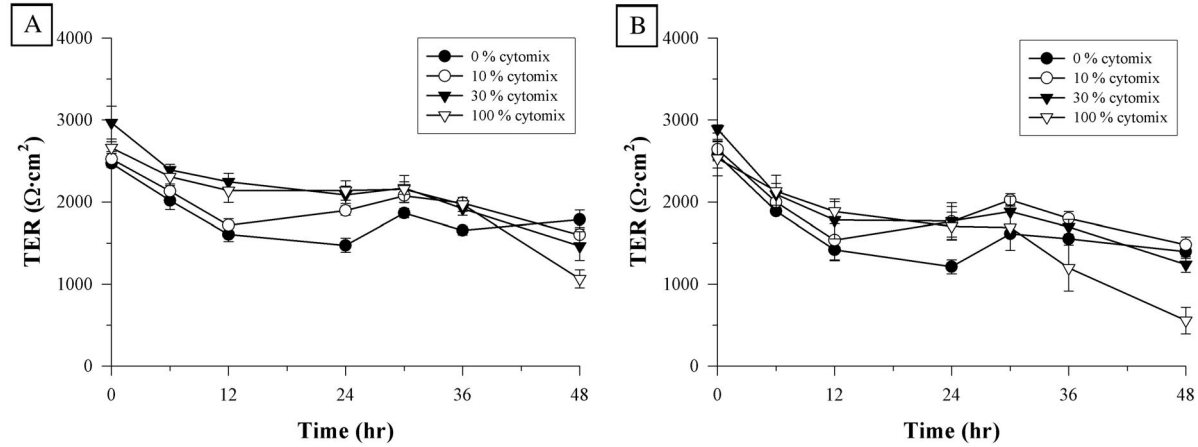 A
4000
3000
2000
1000
0
TER (Ω·cm²)
0 % cytomix
10 % cytomix
30 % cytomix
100 % cytomix
0 12 24 36 48
Time (hr)
B
4000
3000
2000
1000
0
TER (Ω·cm²)
0 % cytomix
10 % cytomix
30 % cytomix
100 % cytomix
0 12 24 36 48
Time (hr)